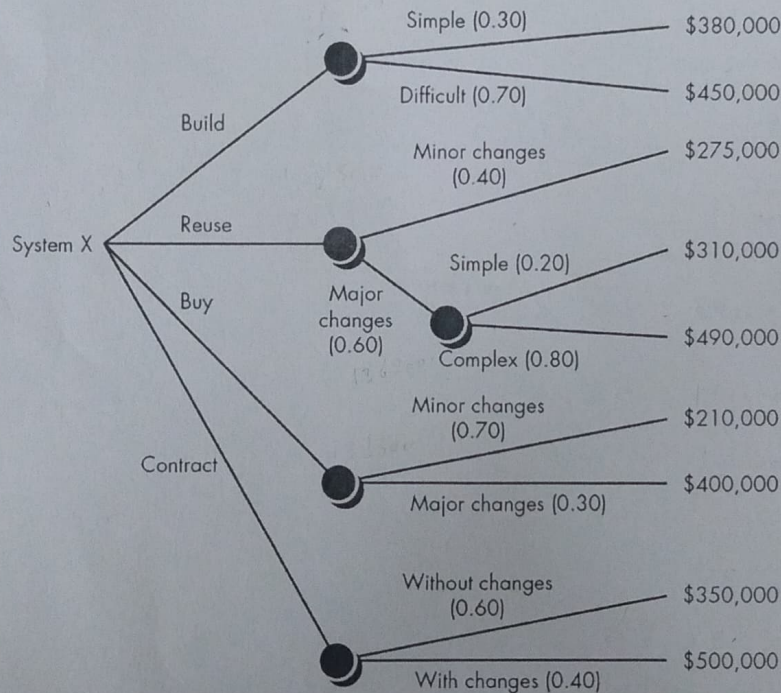 Simple (0.30)
$380,000
Difficult (0.70)
$450,000
Build
Minor changes
(0.40)
$275,000
System X
Reuse
Simple (0.20)
$310,000
Major
changes
(0.60)
Complex (0.80)
$490,000
Buy
Minor changes
(0.70)
$210,000
Major changes (0.30)
$400,000
Contract
Without changes
(0.60)
$350,000
With changes (0.40)
$500,000